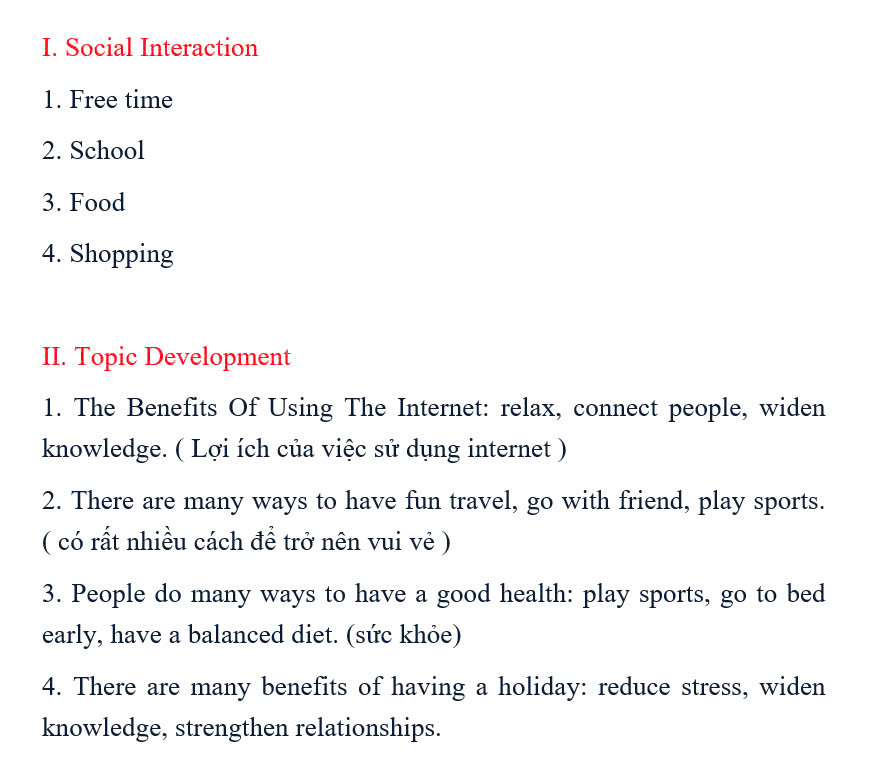 I. Social Interaction
1. Free time
2. School
3. Food
4. Shopping
II. Topic Development
1. The Benefits Of Using The Internet: relax, connect people, widen
knowledge. ( Lợi ích của việc sử dụng internet )
2. There are many ways to have fun travel, go with friend, play sports.
( có rất nhiều cách để trở nên vui vẻ )
3. People do many ways to have a good health: play sports, go to bed
early, have a balanced diet. (sức khỏe)
4. There are many benefits of having a holiday: reduce stress, widen
knowledge, strengthen relationships.